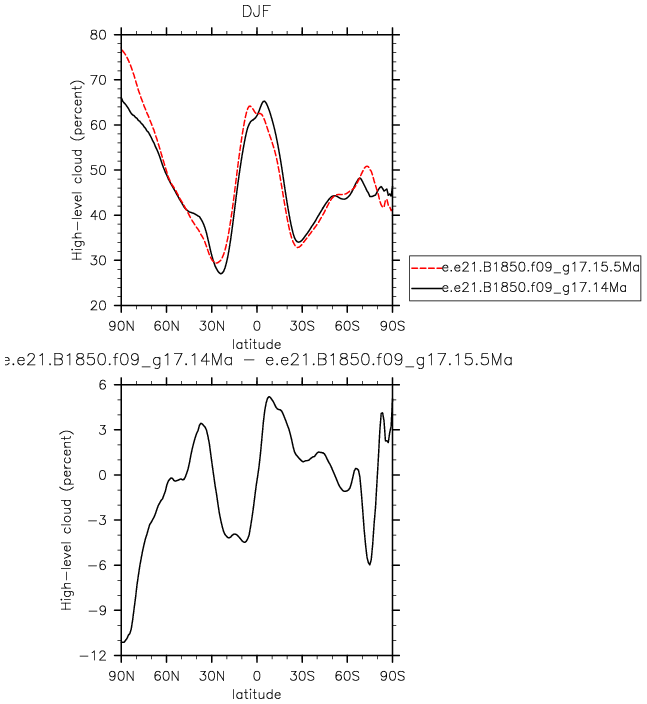 DJF
80
70
60
50
40
30
20
High-level cloud (percent)
90N 60N 30N 0 30S 60S 90S
latitude
e.e21.B1850.f09_g17.15.5Ma
e.e21.B1850.f09_g17.14Ma
e.e21.B1850.f09_g17.14Ma − e.e21.B1850.f09_g17.15.5Ma
6
3
0
−3
−6
−9
−12
High-level cloud (percent)
90N 60N 30N 0 30S 60S 90S
latitude